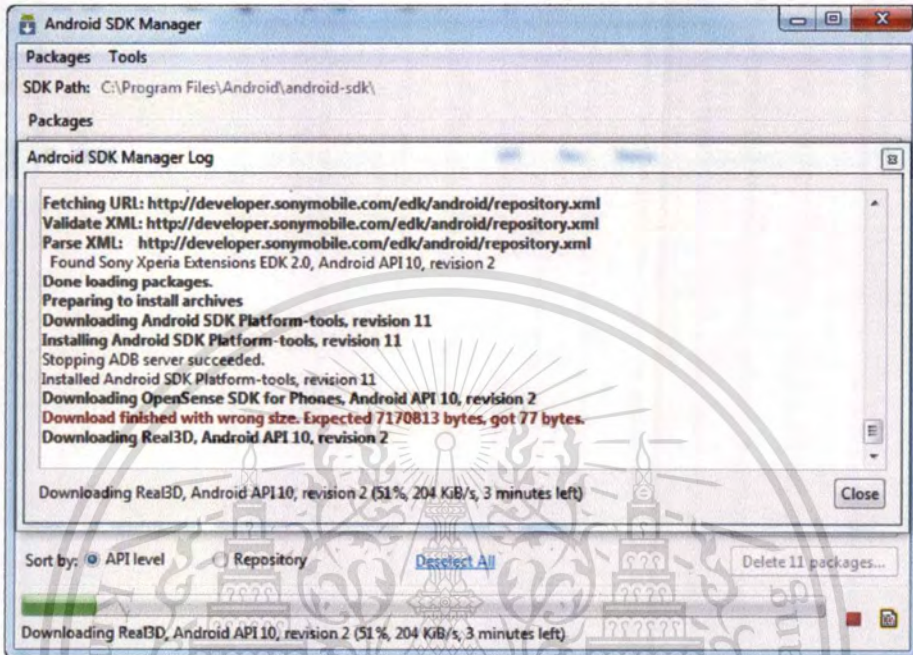 Android SDK Manager
Packages Tools
SDK Path: C:\Program Files\Android\android-sdk\
Packages
Android SDK Manager Log
Fetching URL: http://developer.sonymobile.com/edk/android/repository.xml
Validate XML: http://developer.sonymobile.com/edk/android/repository.xml
Parse XML: http://developer.sonymobile.com/edk/android/repository.xml
Found Sony Xperia Extensions EDK 2.0, Android API 10, revision 2
Done loading packages.
Preparing to install archives
Downloading Android SDK Platform-tools, revision 11
Installing Android SDK Platform-tools, revision 11
Stopping ADB server succeeded.
Installed Android SDK Platform-tools, revision 11
Downloading OpenSense SDK for Phones, Android API 10, revision 2
Download finished with wrong size. Expected 7170813 bytes, got 77 bytes.
Downloading Real3D, Android API 10, revision 2
Downloading Real3D, Android API 10, revision 2 (51%, 204 KiB/s, 3 minutes left)
Close
Sort by: API level Repository Deselect All Delete 11 packages...
Downloading Real3D, Android API 10, revision 2 (51%, 204 KiB/s, 3 minutes left)